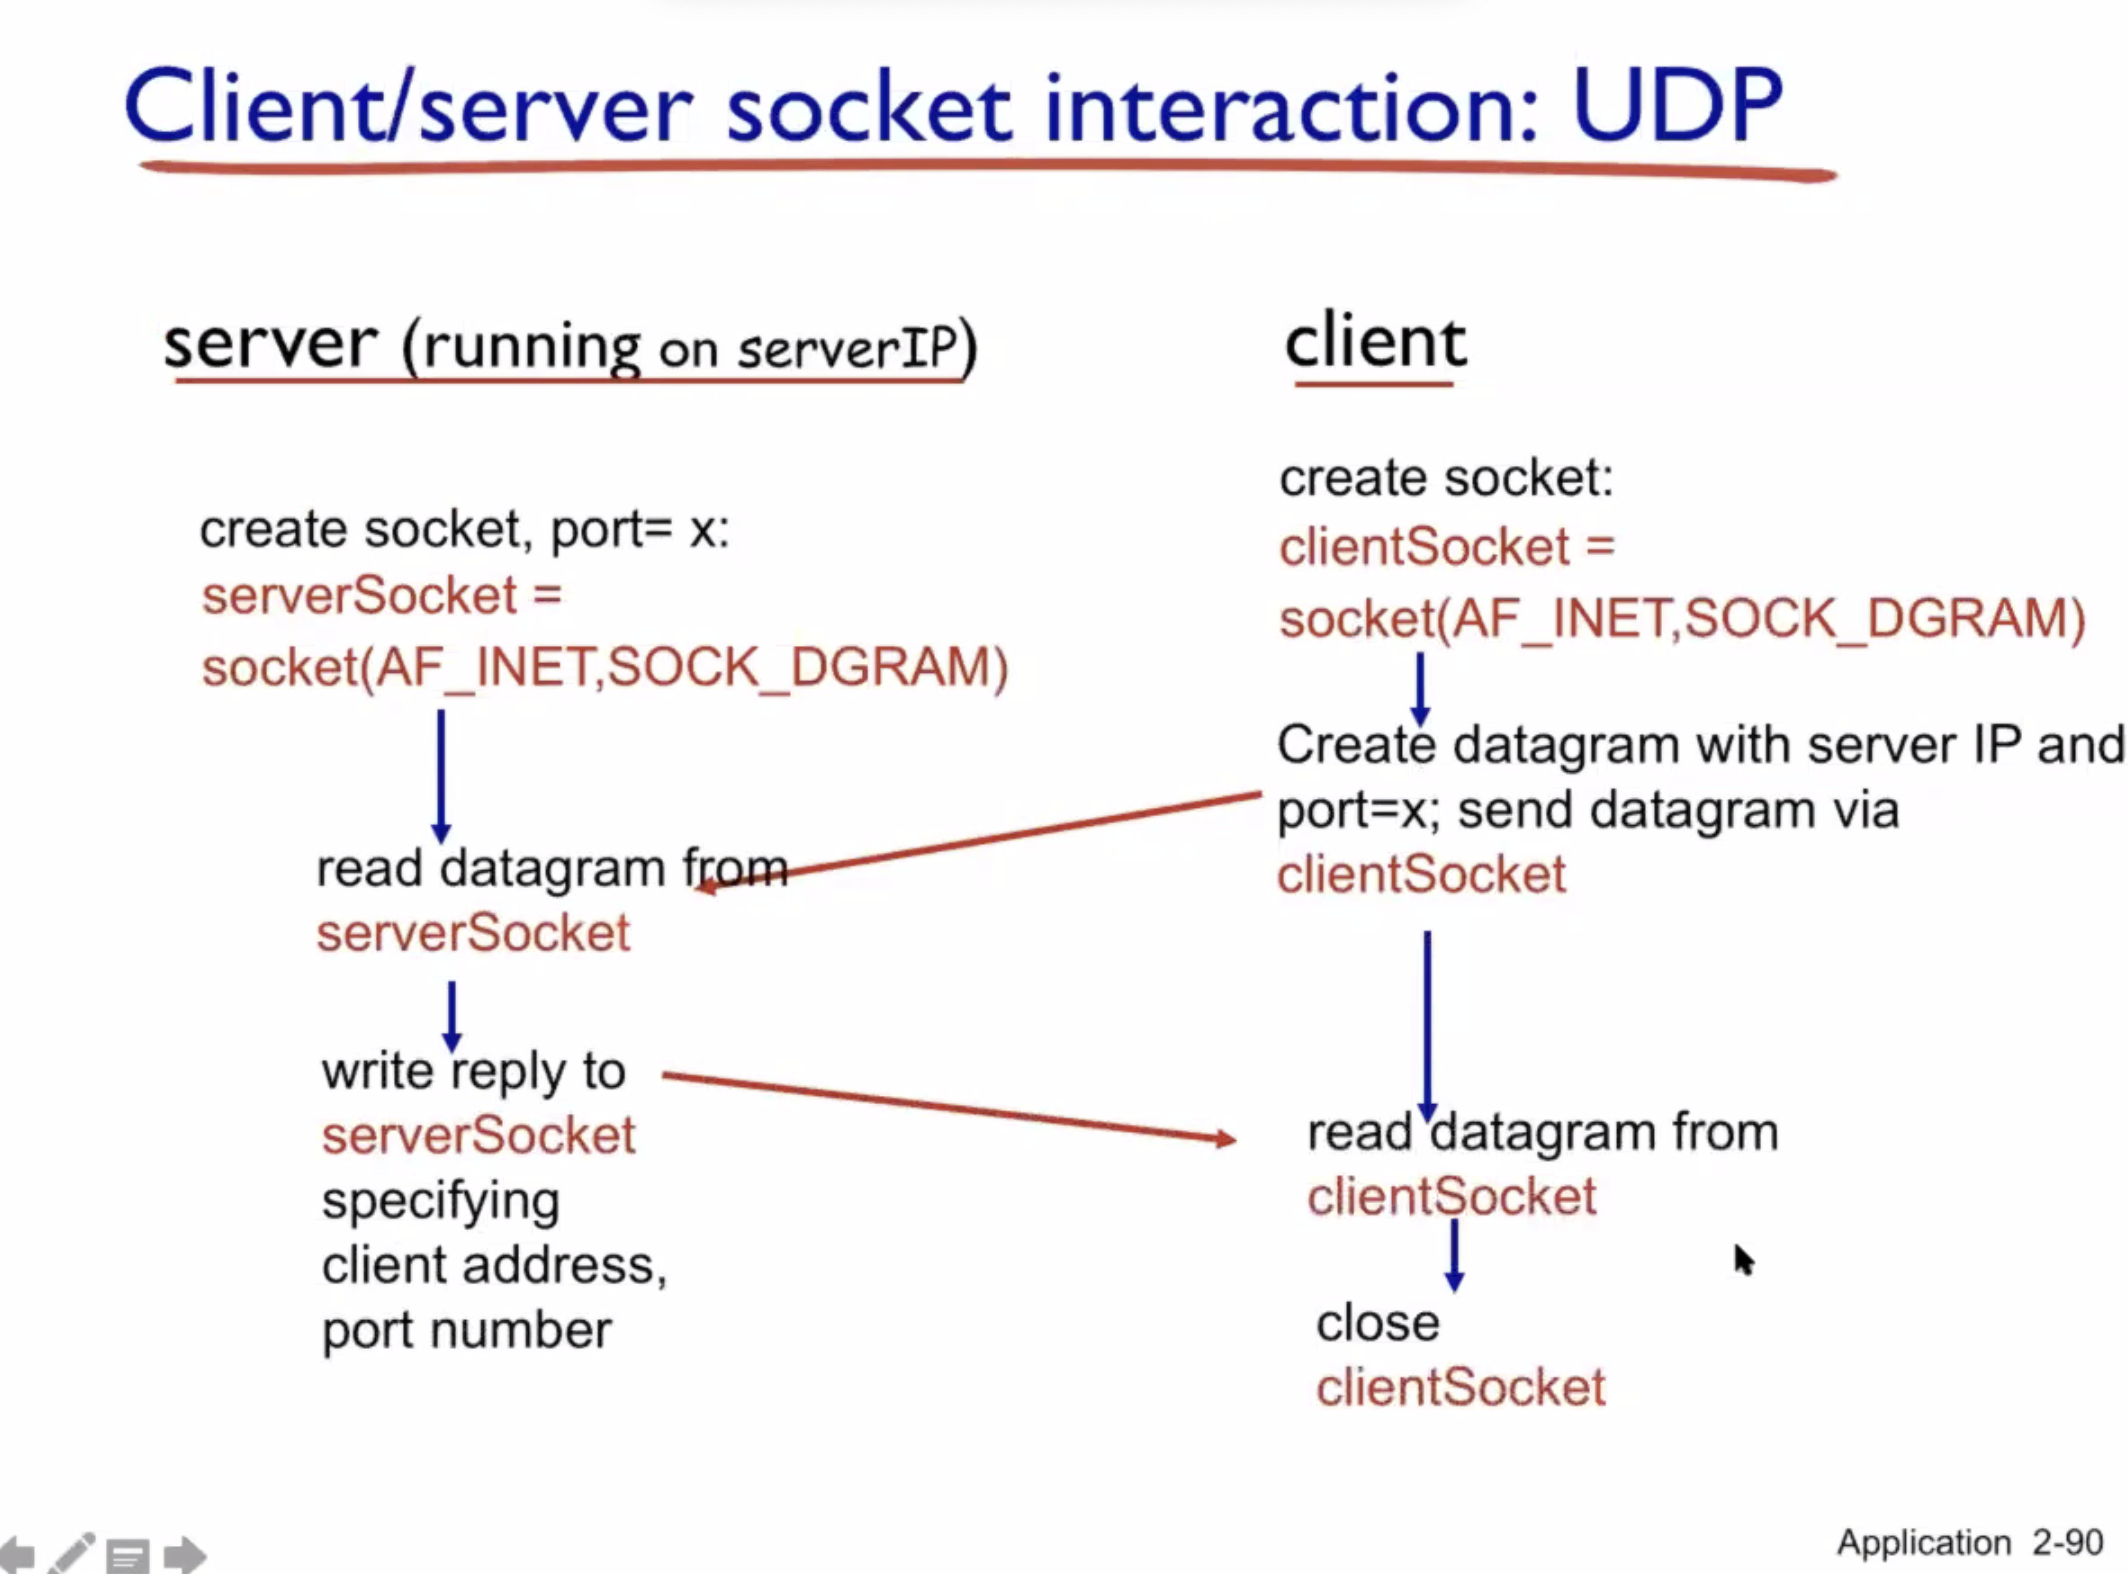 Client/server socket interaction: UDP
server (running on serverIP)
create socket, port= x:
serverSocket =
socket(AF_INET,SOCK_DGRAM)
read datagram from
serverSocket
write reply to
serverSocket
specifying
client address,
port number
client
create socket:
clientSocket =
socket(AF_INET,SOCK_DGRAM)
Create datagram with server IP and
port=x; send datagram via
clientSocket
read datagram from
clientSocket
close
clientSocket
Application 2-90